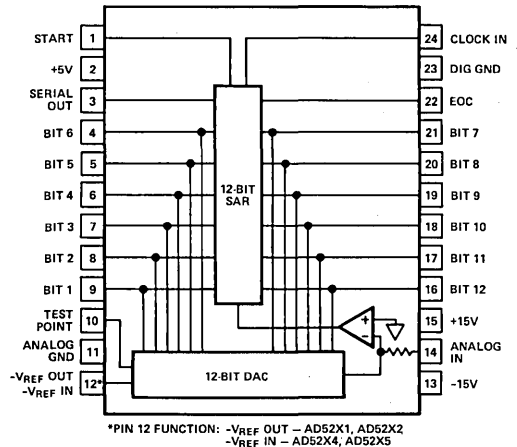 START 1
+5V 2
SERIAL
OUT 3
BIT 6 4
BIT 5 5
BIT 4 6
BIT 3 7
BIT 2 8
BIT 1 9
TEST
POINT 10
ANALOG
GND 11
-VREF OUT
-VREF IN 12*
12-BIT
SAR
+
-
12-BIT DAC
24 CLOCK IN
23 DIG GND
22 EOC
21 BIT 7
20 BIT 8
19 BIT 9
18 BIT 10
17 BIT 11
16 BIT 12
15 +15V
14 ANALOG
IN
13 -15V
*PIN 12 FUNCTION: -VREF OUT – AD52X1, AD52X2
-VREF IN – AD52X4, AD52X5